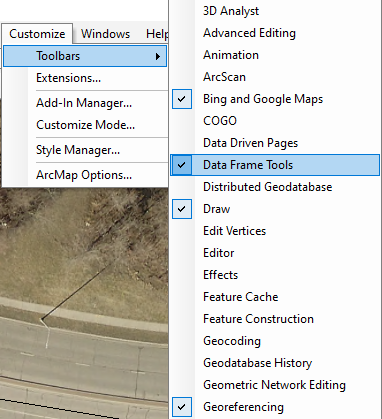 Customize Windows Help
Toolbars
Extensions...
Add-In Manager...
Customize Mode...
Style Manager...
ArcMap Options...
3D Analyst
Advanced Editing
Animation
ArcScan
Bing and Google Maps
COGO
Data Driven Pages
Data Frame Tools
Distributed Geodatabase
Draw
Edit Vertices
Editor
Effects
Feature Cache
Feature Construction
Geocoding
Geodatabase History
Geometric Network Editing
Georeferencing